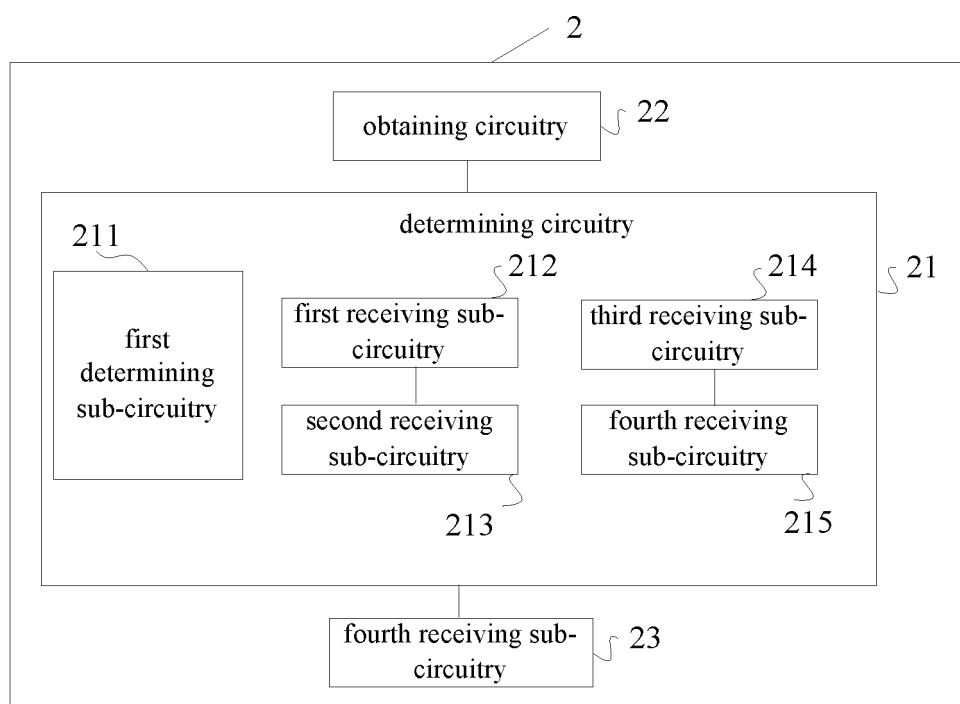 2
obtaining circuitry
22
determining circuitry
211
first
determining
sub-circuitry
212
first receiving sub-
circuitry
second receiving
sub-circuitry
213
214
third receiving sub-
circuitry
fourth receiving
sub-circuitry
215
21
fourth receiving sub-
circuitry
23